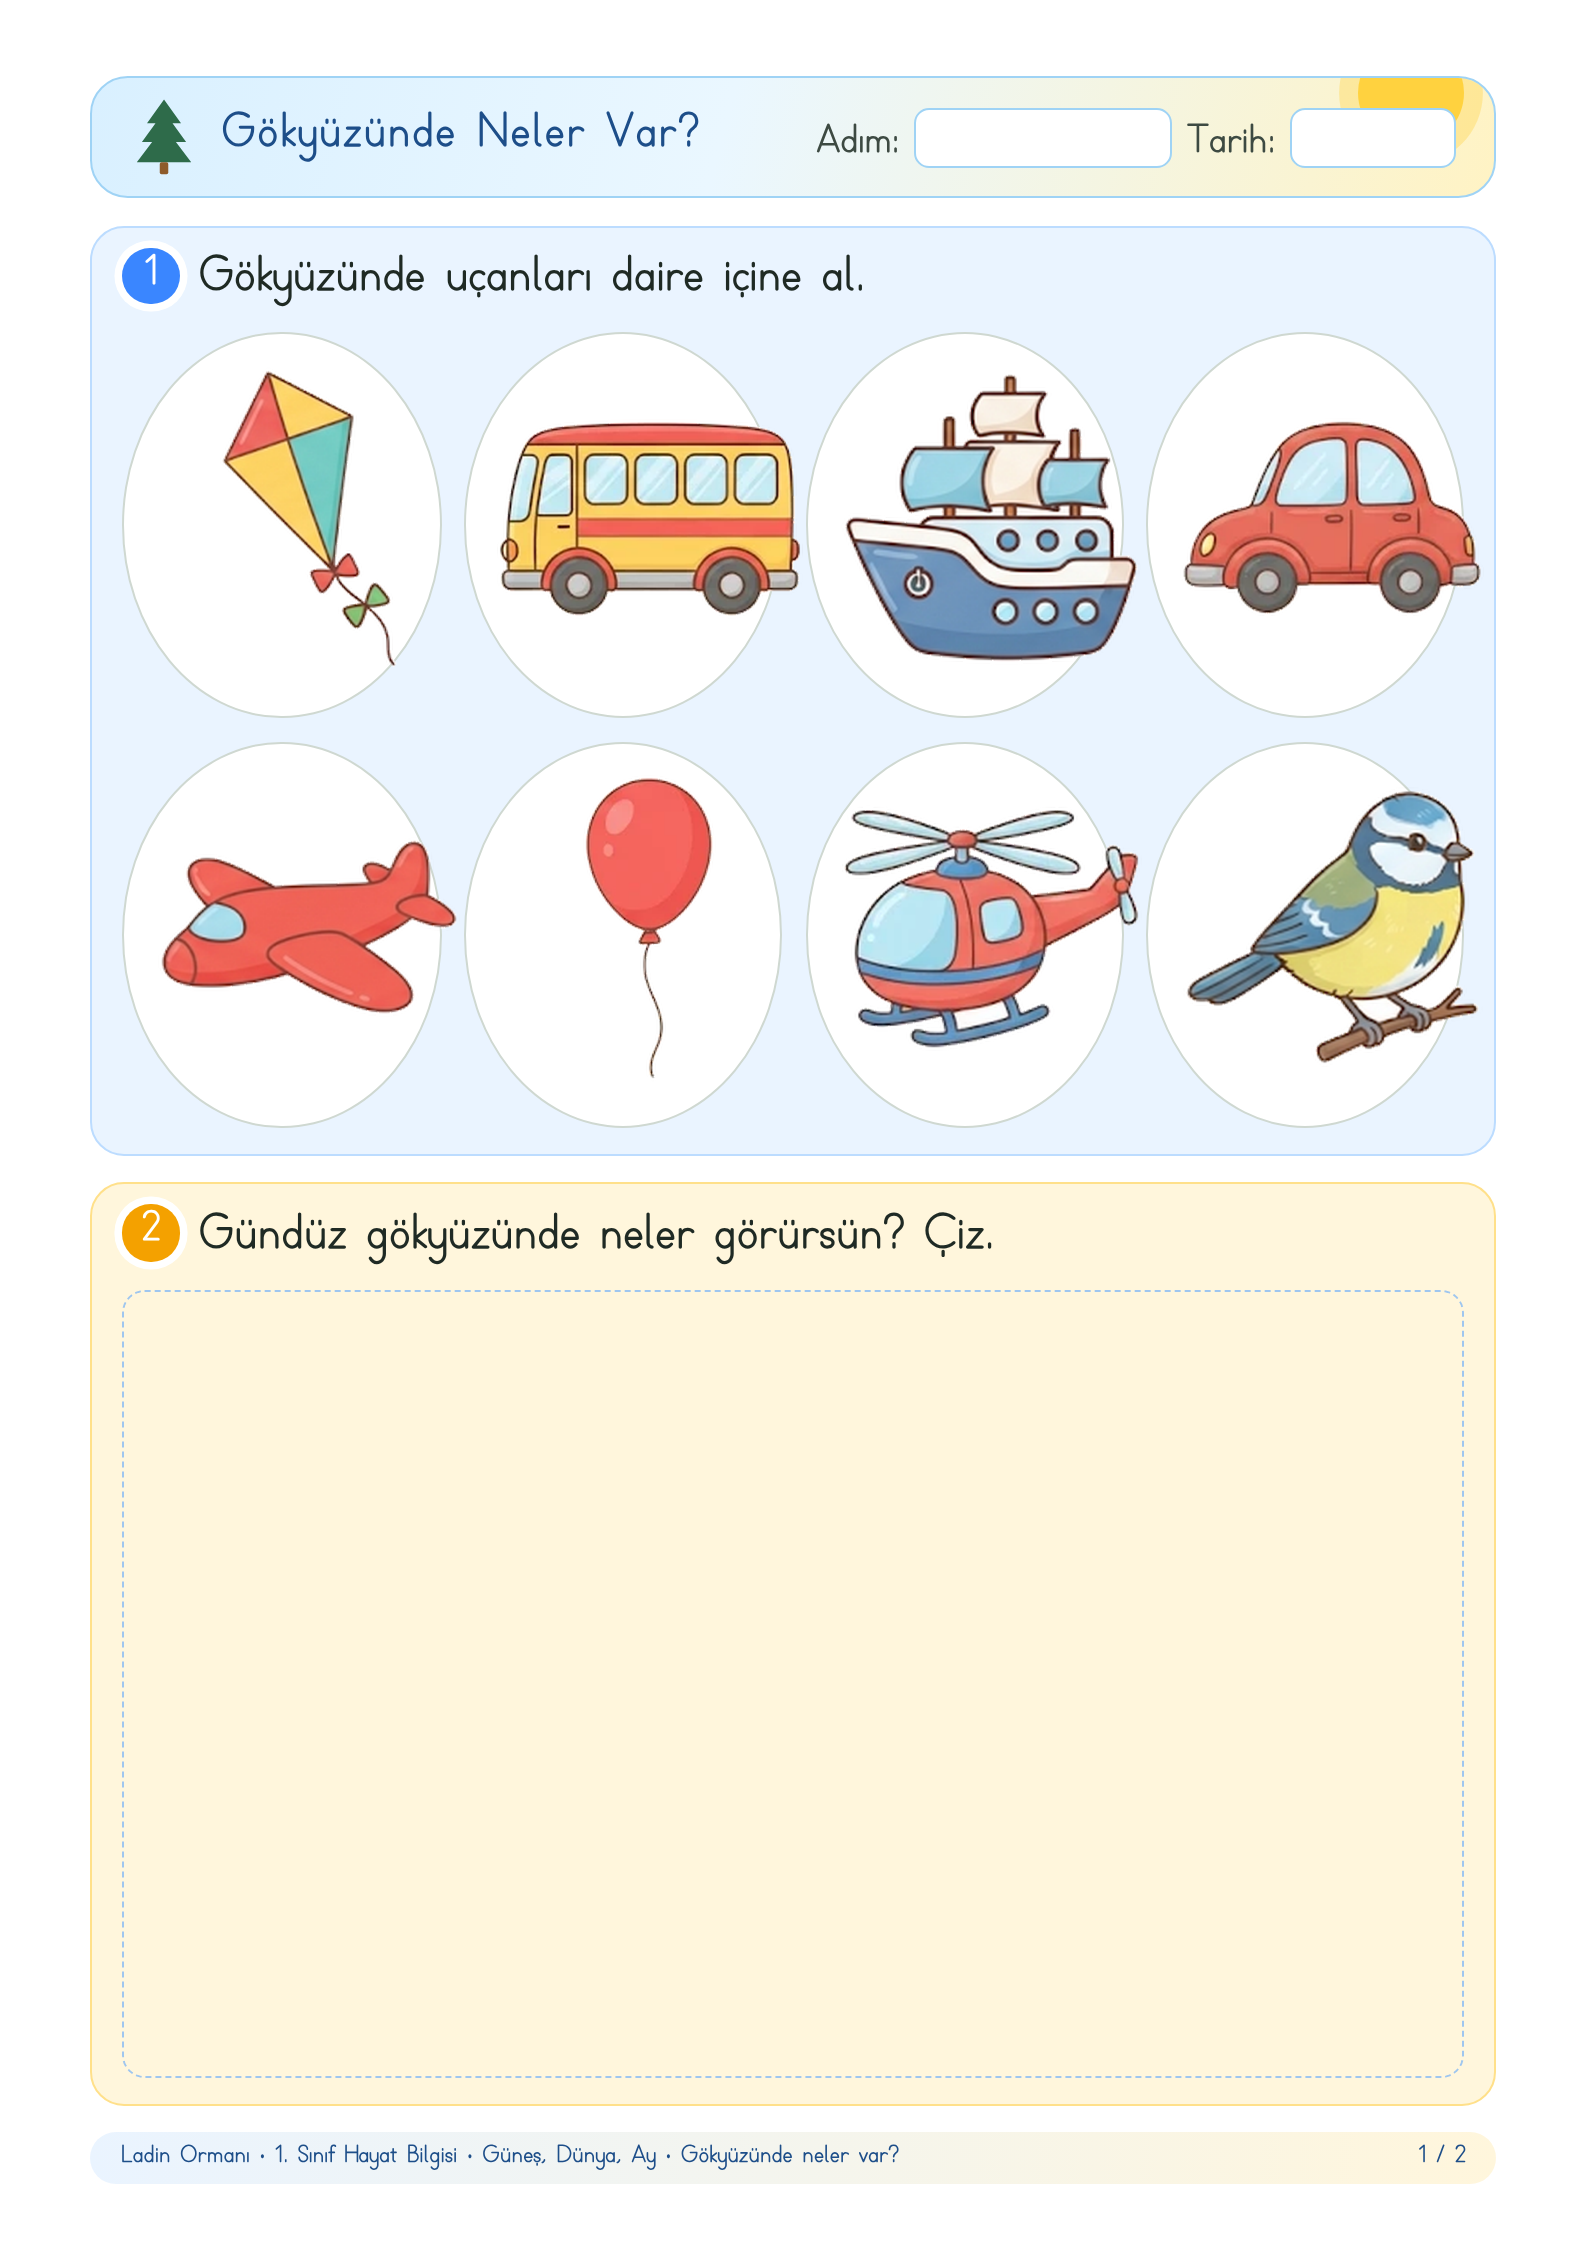 Gökyüzünde Neler Var?
Adım:
Tarih:
1 Gökyüzünde uçanları daire içine al.
2 Gündüz gökyüzünde neler görürsün? Çiz.
Ladin Ormanı • 1. Sınıf Hayat Bilgisi • Güneş, Dünya, Ay • Gökyüzünde neler var?
1 / 2